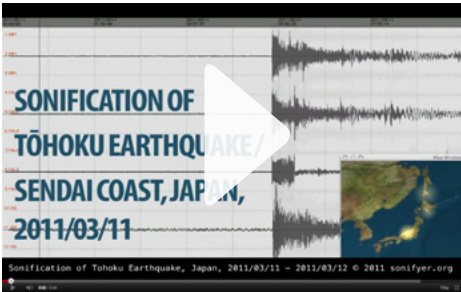 SONIFICATION OF
TŌHOKU EARTHQUAKE/
SENDAI COAST, JAPAN,
2011/03/11
Sonification of Tohoku Earthquake, Japan, 2011/03/11 – 2011/03/12 © 2011 sonifyer.org